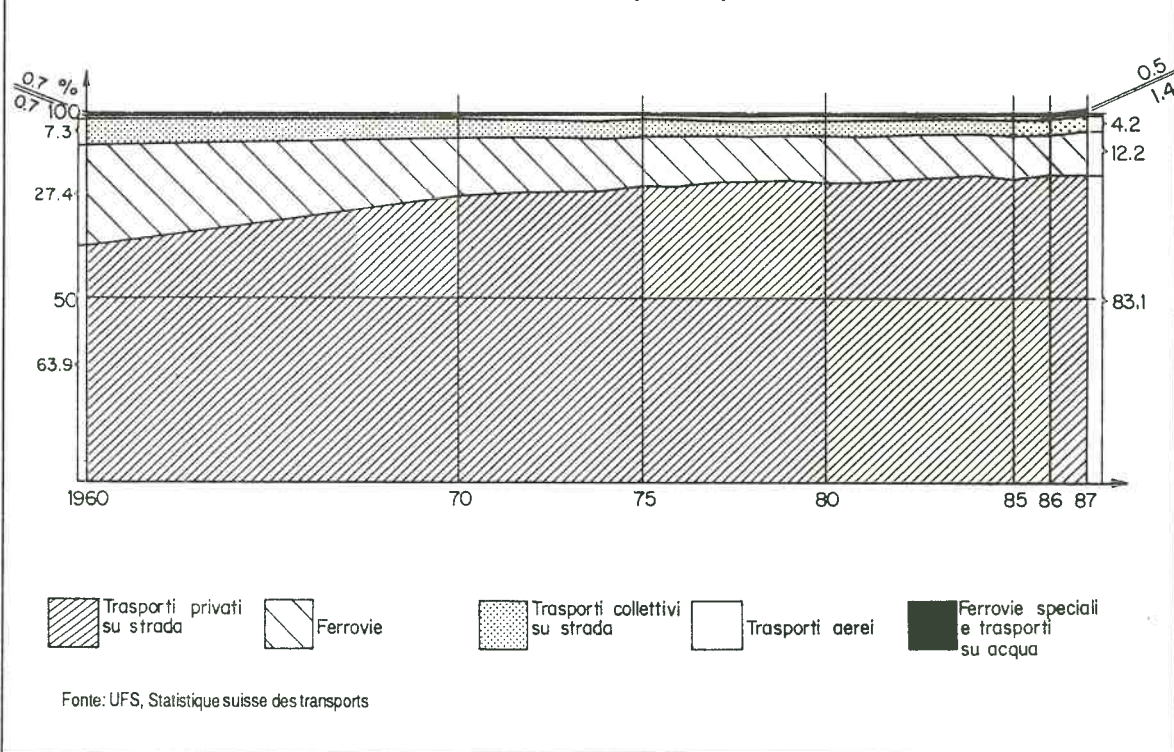 0.7 %
0.7
100
7.3
27.4
50
63.9
0.5
1.4
4.2
12.2
83.1
1960 70 75 80 85 86 87
Trasporti privati
su strada
Ferrovie
Trasporti collettivi
su strada
Trasporti aerei
Ferrovie speciali
e trasporti
su acqua
Fonte: UFS, Statistique suisse des transports